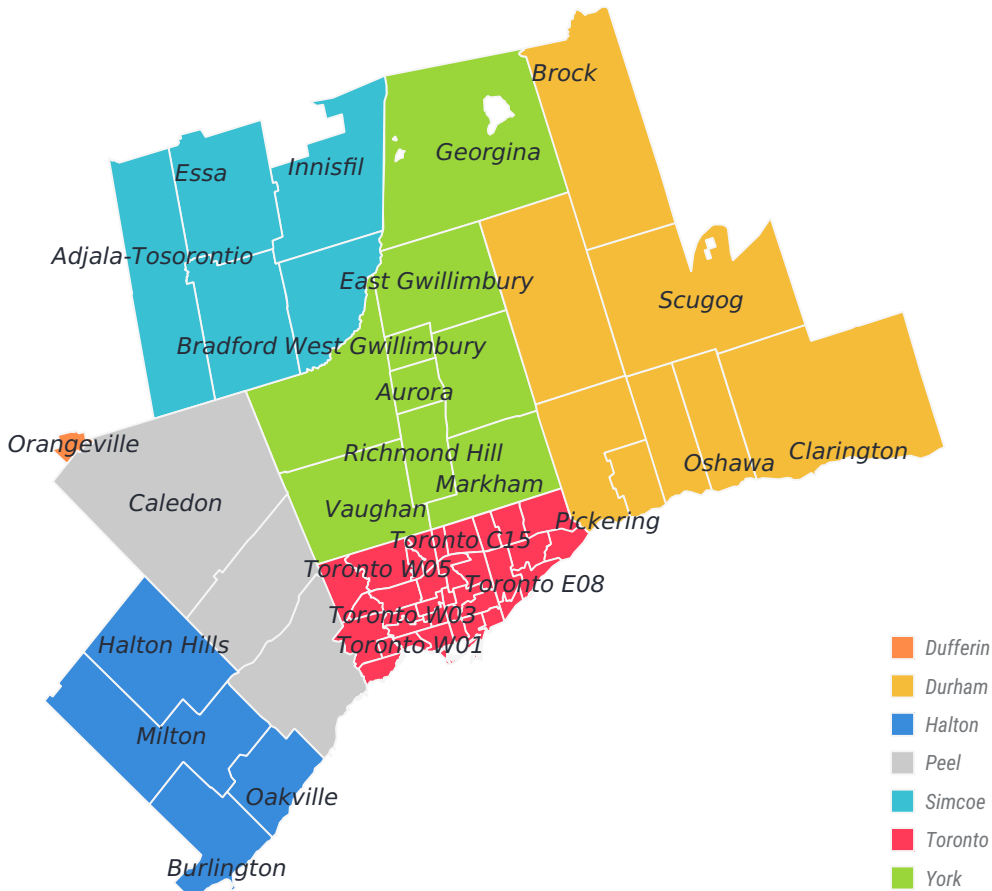 Brock
Georgina
Innisfil
Essa
Adjala-Tosorontio
East Gwillimbury
Scugog
Bradford West Gwillimbury
Aurora
Orangeville
Richmond Hill
Clarington
Oshawa
Markham
Caledon
Vaughan
Pickering
Toronto C15
Toronto W05
Toronto E08
Toronto W03
Toronto W01
Halton Hills
Milton
Oakville
Burlington
Dufferin
Durham
Halton
Peel
Simcoe
Toronto
York